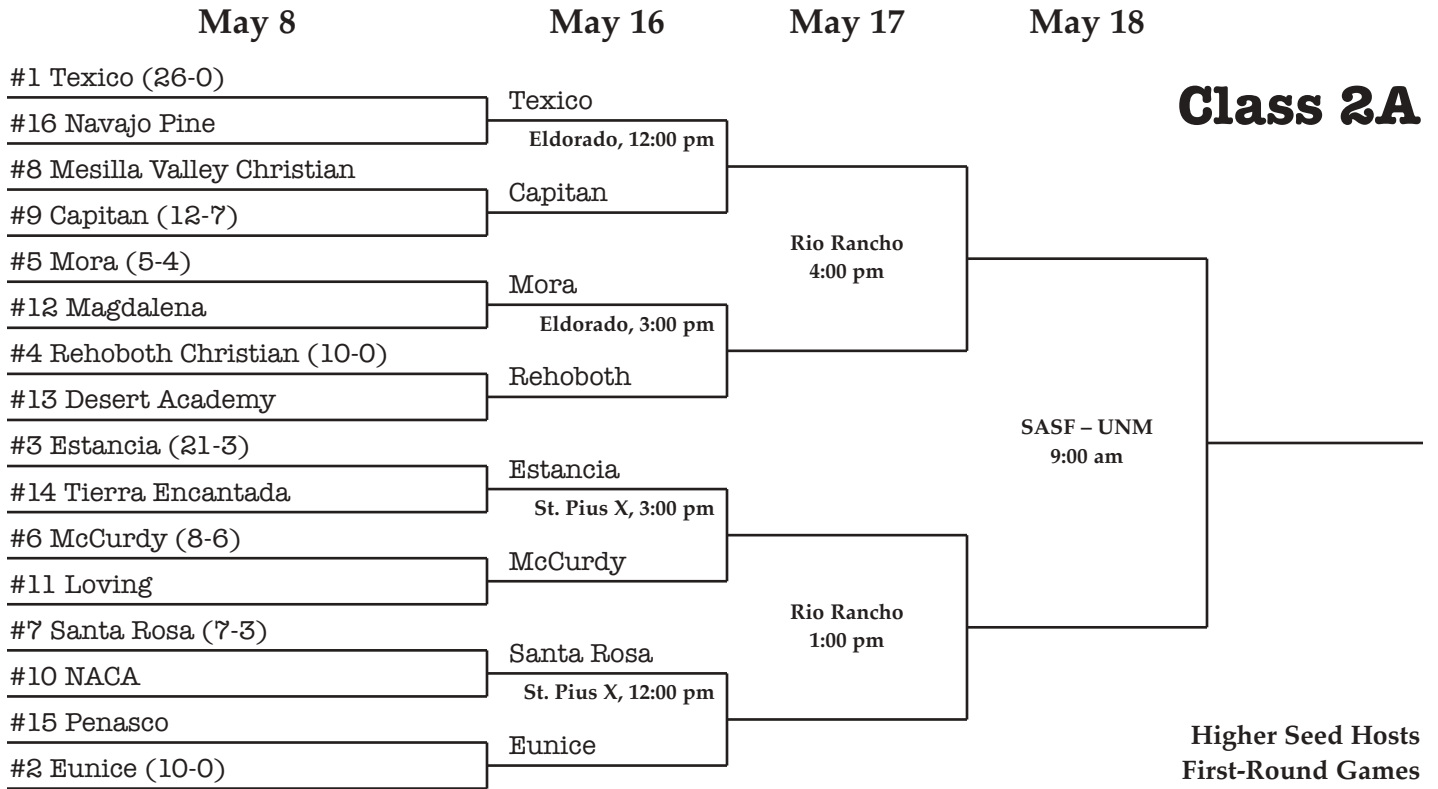 May 8
May 16
May 17
May 18
Class 2A
#1 Texico (26-0)
#16 Navajo Pine
#8 Mesilla Valley Christian
#9 Capitan (12-7)
#5 Mora (5-4)
#12 Magdalena
#4 Rehoboth Christian (10-0)
#13 Desert Academy
#3 Estancia (21-3)
#14 Tierra Encantada
#6 McCurdy (8-6)
#11 Loving
#7 Santa Rosa (7-3)
#10 NACA
#15 Penasco
#2 Eunice (10-0)
Texico
Eldorado, 12:00 pm
Capitan
Mora
Eldorado, 3:00 pm
Rehoboth
Estancia
St. Pius X, 3:00 pm
McCurdy
Santa Rosa
St. Pius X, 12:00 pm
Eunice
Rio Rancho
4:00 pm
Rio Rancho
1:00 pm
SASF – UNM
9:00 am
Higher Seed Hosts
First-Round Games